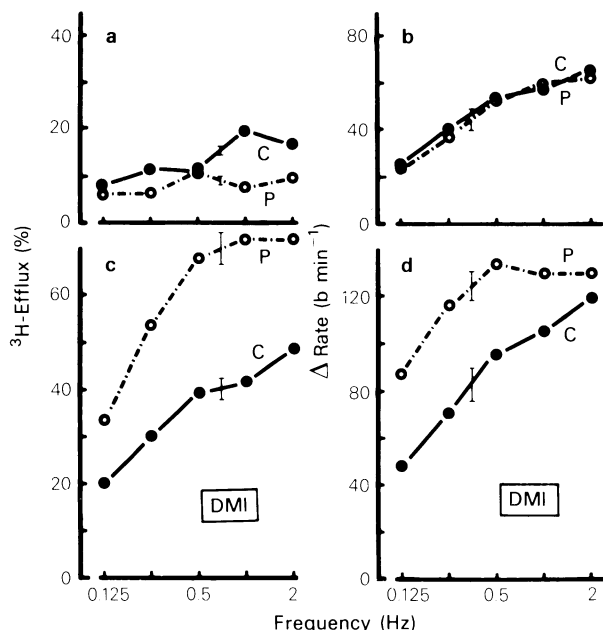 a
40
20
0
C
P
b
80
40
0
C
P
³H-Efflux (%)
c
60
40
20
0
P
C
DMI
0.125
0.5
2
Δ Rate (b min⁻¹)
d
120
80
40
0
P
C
DMI
0.125
0.5
2
Frequency (Hz)